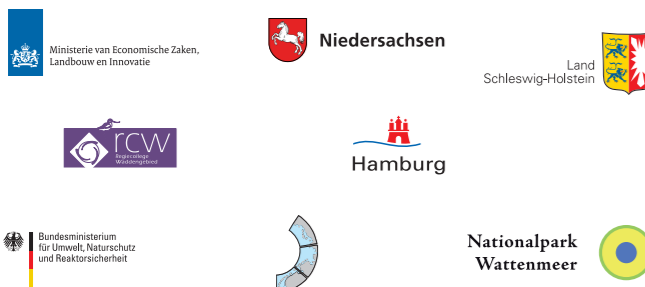 Ministerie van Economische Zaken,
Landbouw en Innovatie
Niedersachsen
Land
Schleswig-Holstein
rcw
Regiecollege
Waddengebied
Hamburg
Bundesministerium
für Umwelt, Naturschutz
und Reaktorsicherheit
Nationalpark
Wattenmeer